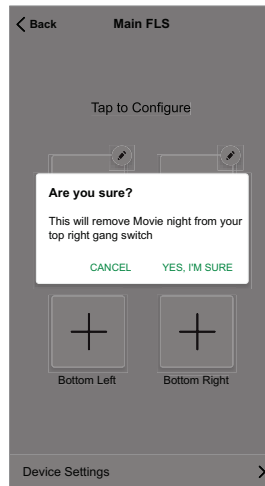 Back Main FLS
Tap to Configure
Are you sure?
This will remove Movie night from your
top right gang switch
CANCEL YES, I'M SURE
Bottom Left Bottom Right
Device Settings